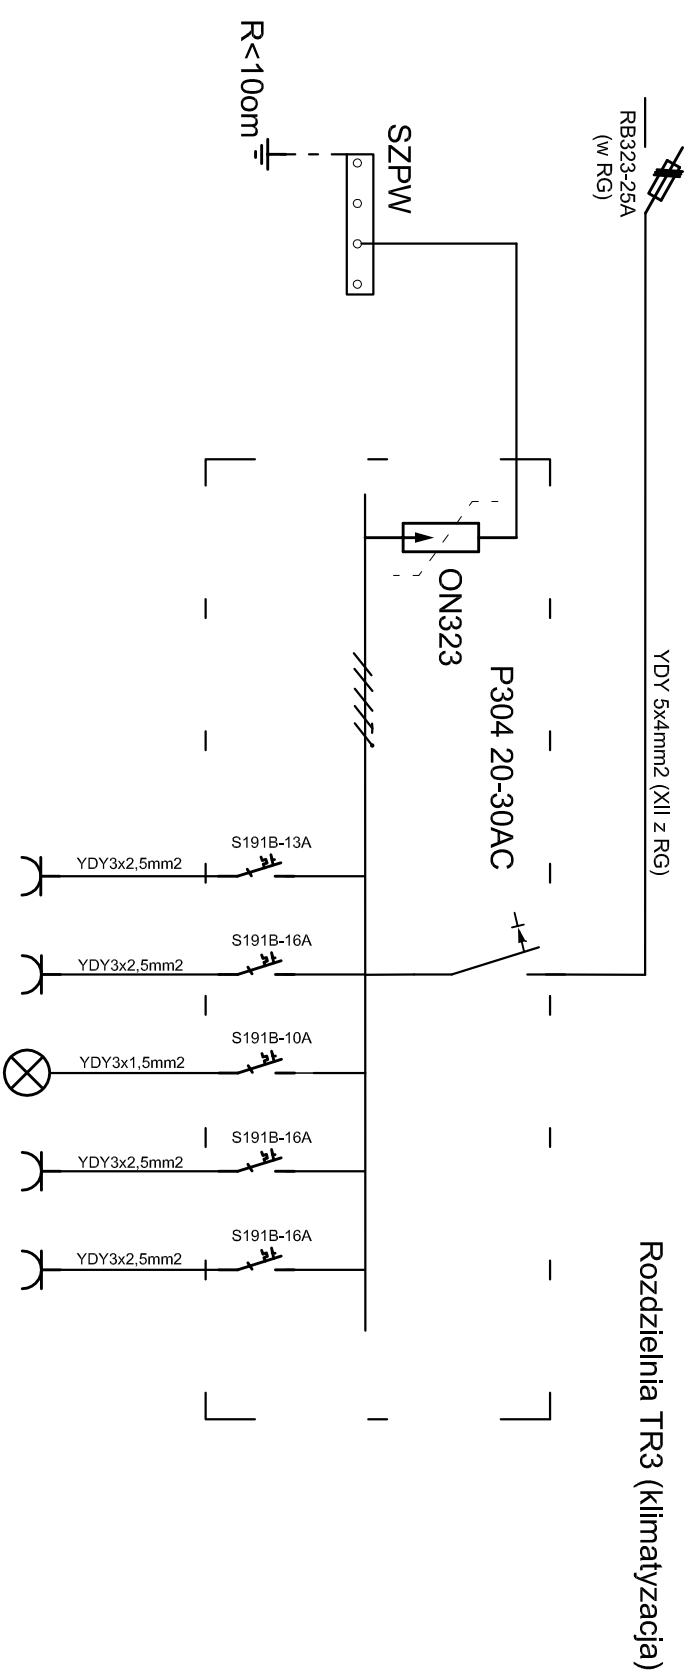 Rozdzielnia TR3 (klimatyzacja)
RB323-25A
(w RG)
YDY 5x4mm2 (XII z RG)
SZPW
R<10om
ON323
P304 20-30AC
S191B-13A
YDY3x2,5mm2
S191B-16A
YDY3x2,5mm2
S191B-10A
YDY3x1,5mm2
S191B-16A
YDY3x2,5mm2
S191B-16A
YDY3x2,5mm2